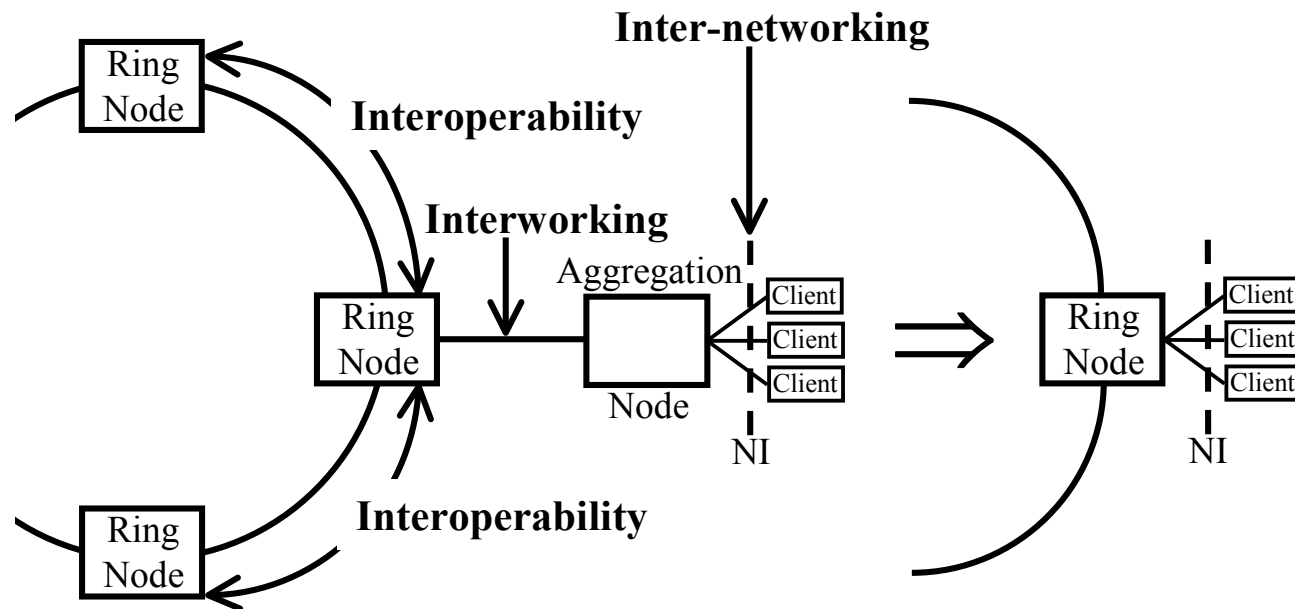 Inter-networking
Ring
Node
Interoperability
Interworking
Aggregation
Ring
Node
Node
Client
Client
Client
NI
Ring
Node
Client
Client
Client
NI
Interoperability
Ring
Node